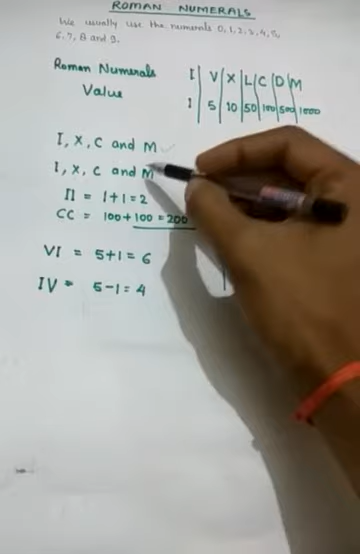 ROMAN NUMERALS
We usually use the numerals 0, 1, 2, 3, 4, 5,
6, 7, 8 and 9.
Roman Numerals I V X L C D M
Value 1 5 10 50 100 500 1000
I, X, C and M
I, X, C and M
II = 1+1=2
CC = 100+100=200
VI = 5+1=6
IV = 5-1=4